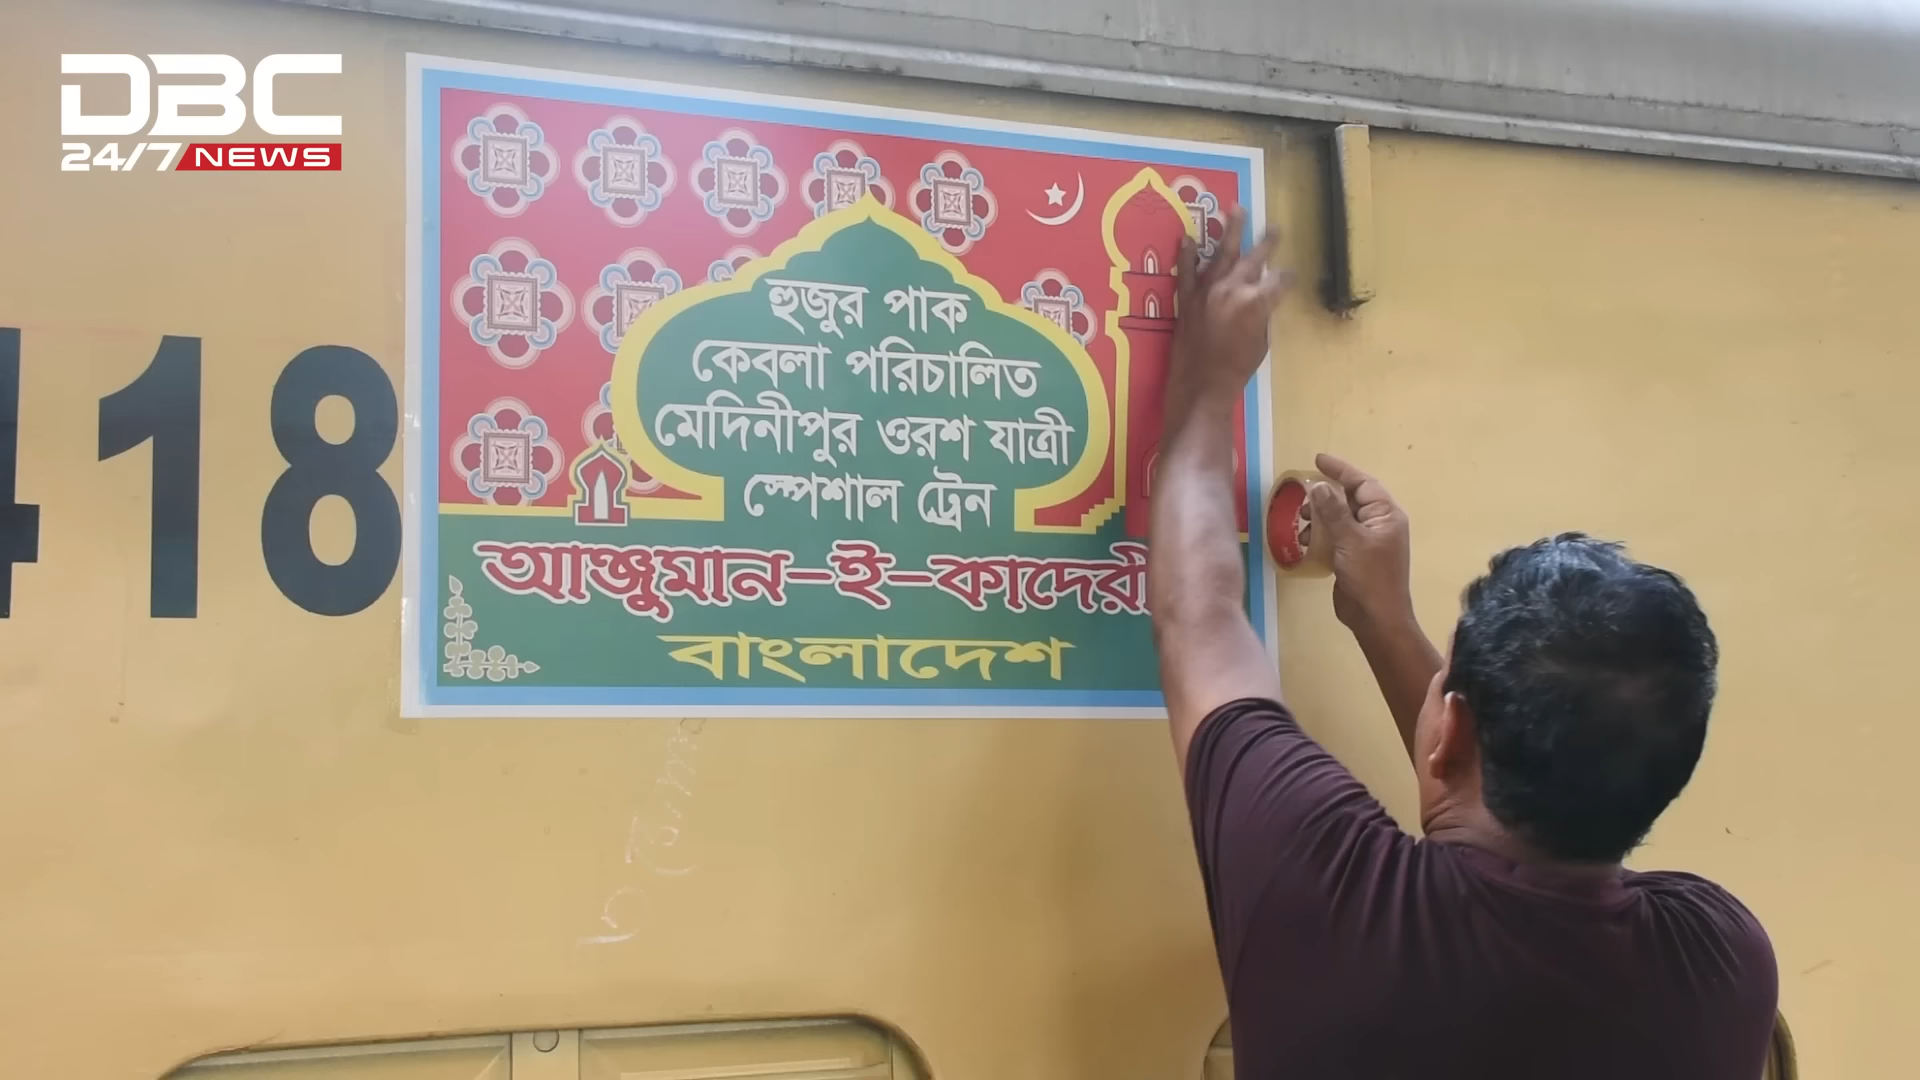 DBC
24/7 NEWS
418
হুজুর পাক
কেবলা পরিচালিত
মেদিনীপুর ওরশ যাত্রী
স্পেশাল ট্রেন
আঞ্জুমান-ই-কাদেরী
বাংলাদেশ